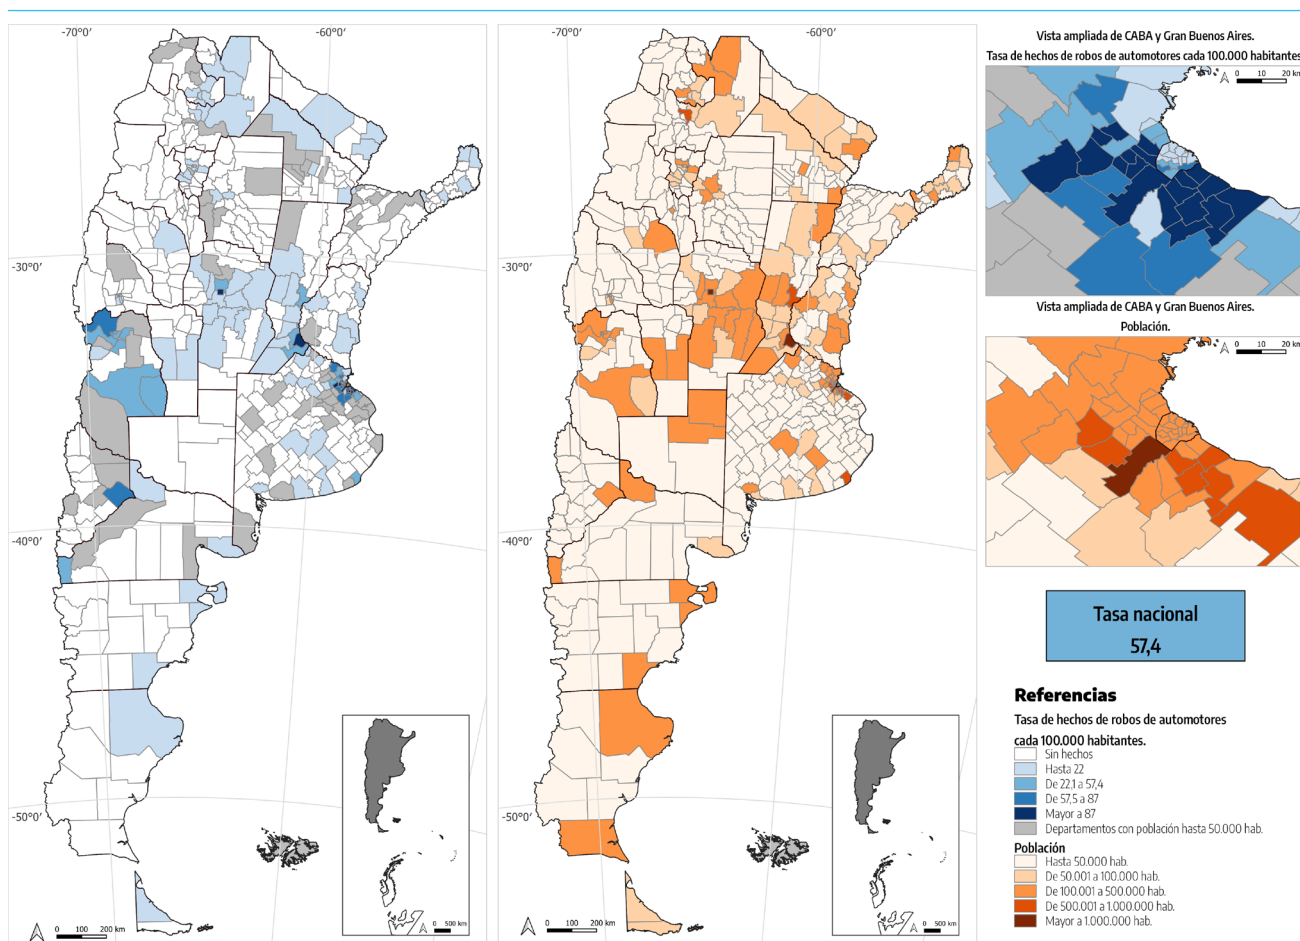 -70°0'
-60°0'
-30°0'
-40°0'
-50°0'
0 100 200 km
0 500 km
-70°0'
-60°0'
-30°0'
-40°0'
-50°0'
0 100 200 km
0 500 km
Vista ampliada de CABA y Gran Buenos Aires.
Tasa de hechos de robos de automotores cada 100.000 habitantes
0 10 20 km
Vista ampliada de CABA y Gran Buenos Aires.
Población.
0 10 20 km
Tasa nacional
57,4
Referencias
Tasa de hechos de robos de automotores
cada 100.000 habitantes.
Sin hechos
Hasta 22
De 22,1 a 57,4
De 57,5 a 87
Mayor a 87
Departamentos con población hasta 50.000 hab.
Población
Hasta 50.000 hab.
De 50.001 a 100.000 hab.
De 100.001 a 500.000 hab.
De 500.001 a 1.000.000 hab.
Mayor a 1.000.000 hab.